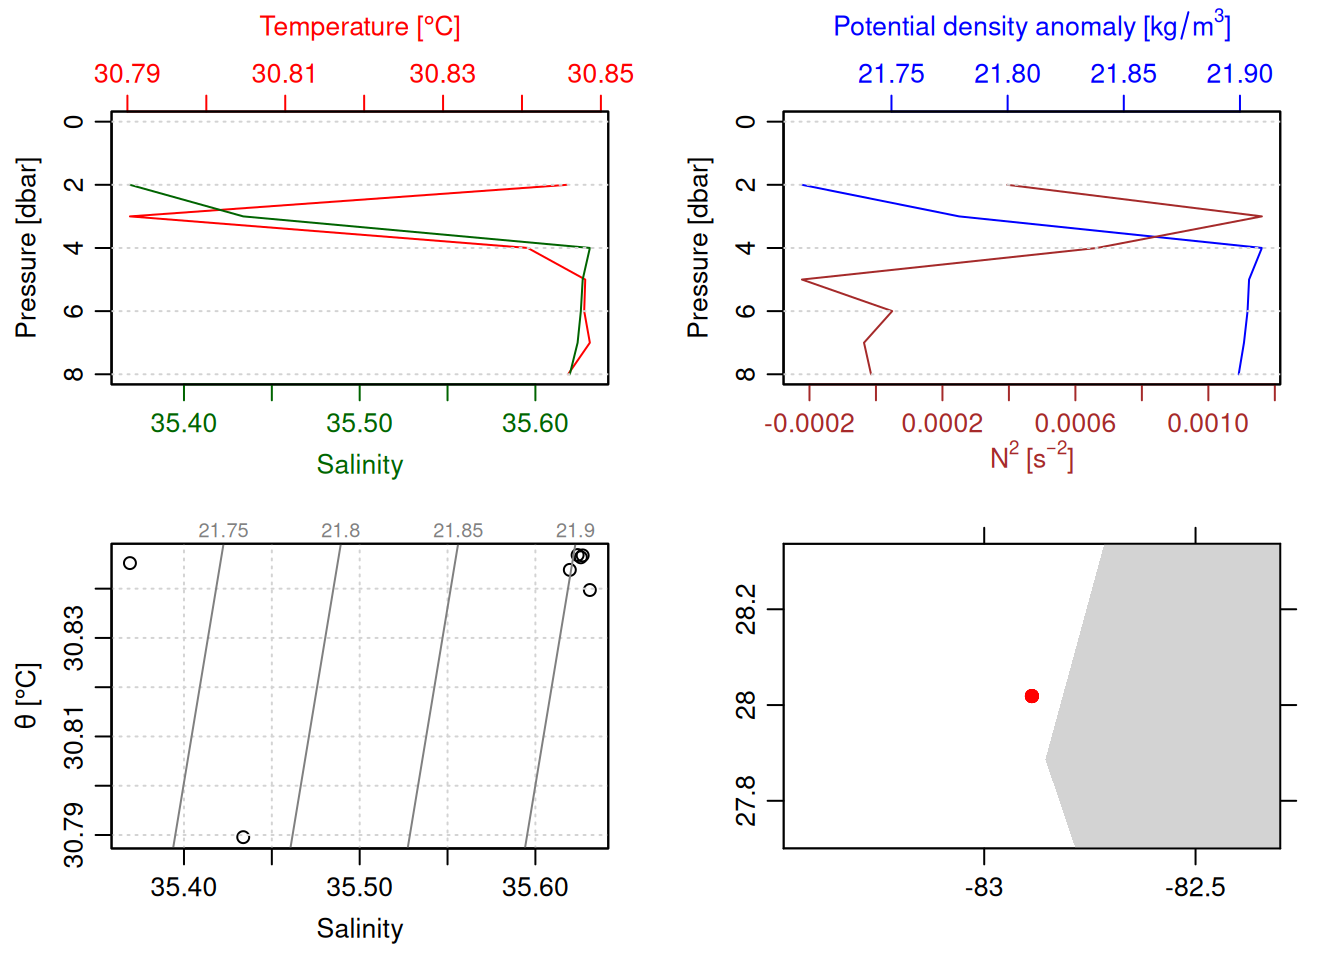 Temperature [°C]
30.79 30.81 30.83 30.85
0
2
4
6
8
Pressure [dbar]
35.40 35.50 35.60
Salinity
Potential density anomaly [kg/m³]
21.75 21.80 21.85 21.90
0
2
4
6
8
Pressure [dbar]
-0.0002 0.0002 0.0006 0.0010
N² [s⁻²]
21.75 21.8 21.85 21.9
30.83
30.81
30.79
θ [°C]
35.40 35.50 35.60
Salinity
28.2
28
27.8
-83 -82.5